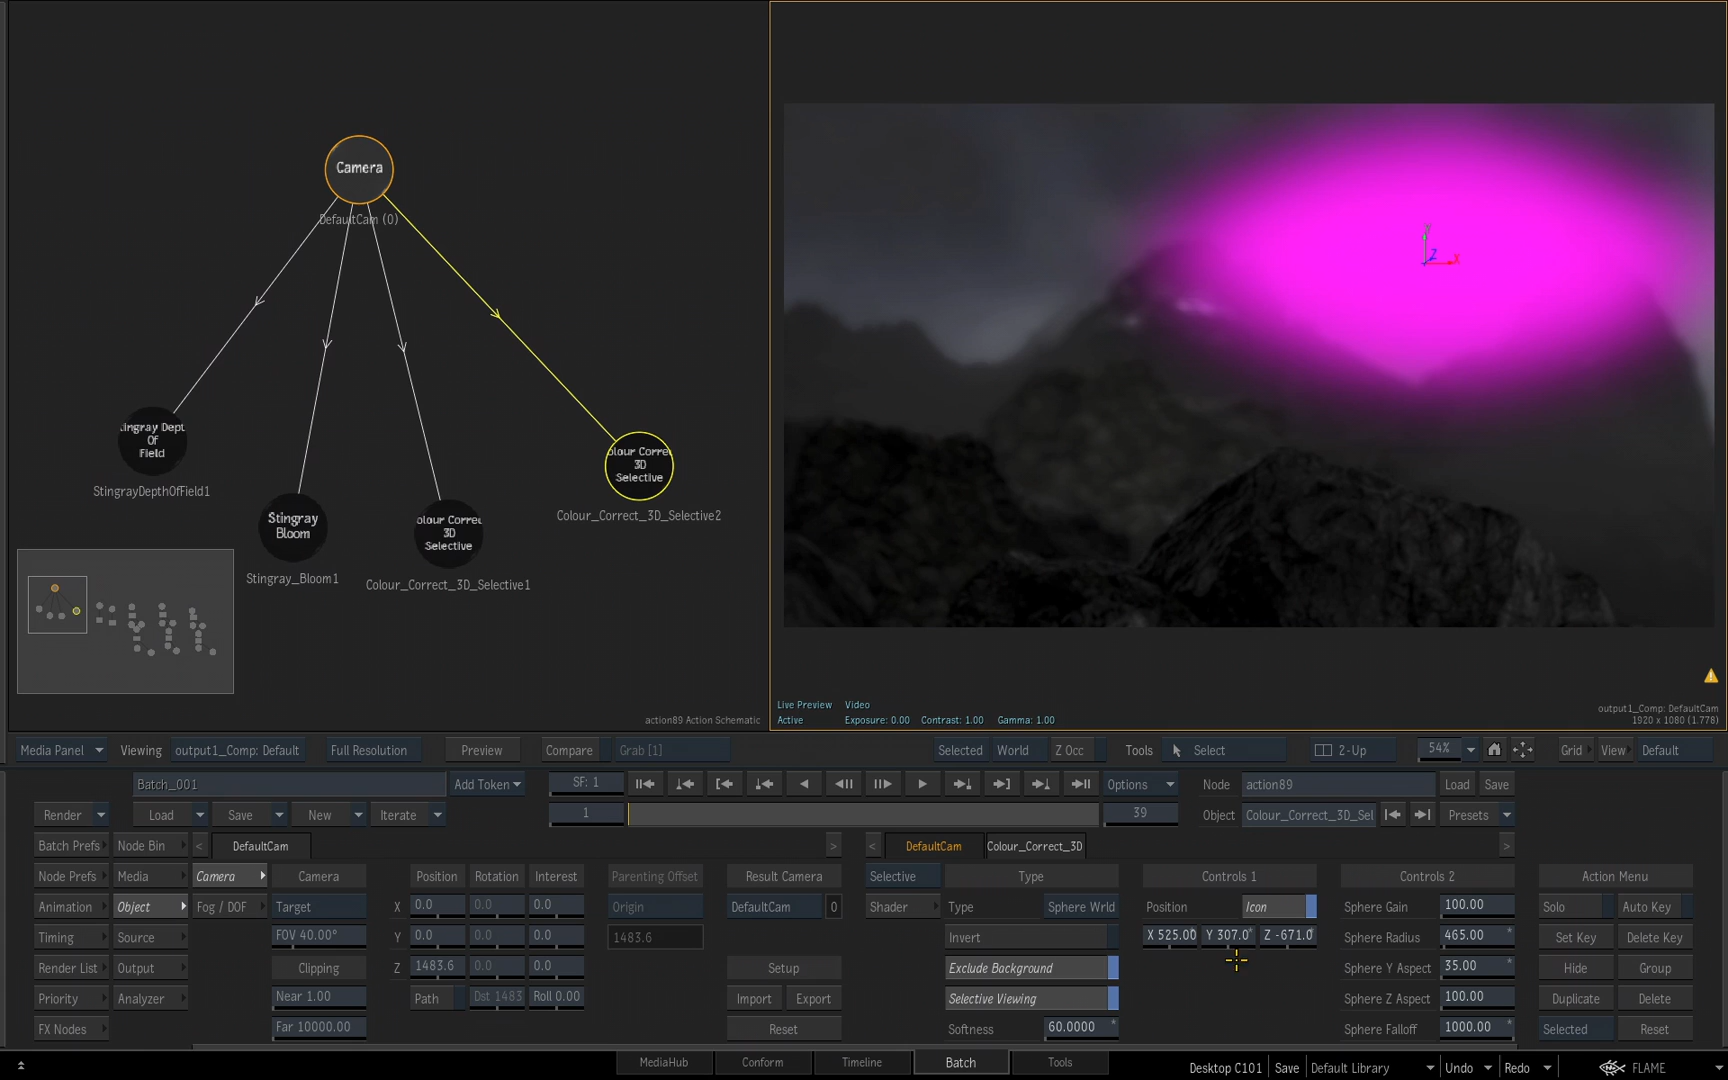 Camera
DefaultCam (0)
ingray Dept
Of
Field
StingrayDepthOfField1
Stingray
Bloom
Stingray_Bloom1
olour Correc
3D
Selective
Colour_Correct_3D_Selective1
olour Correc
3D
Selective
Colour_Correct_3D_Selective2
action89 Action Schematic
Y
Z
X
Live Preview Video
Active Exposure: 0.00 Contrast: 1.00 Gamma: 1.00
output1_Comp: DefaultCam
1920 x 1080 (1.778)
Media Panel Viewing output1_Comp: Default Full Resolution Preview Compare Grab [1] Selected World Z Occ Tools Select 2-Up 54% Grid View Default
Batch_001 Add Token SF: 1 Options Node action89 Load Save
Render Load Save New Iterate 1 39 Object Colour_Correct_3D_Sel Presets
Batch Prefs Node Bin < DefaultCam > < DefaultCam Colour_Correct_3D >
Node Prefs Media Camera Camera Position Rotation Interest Parenting Offset Result Camera Selective Type Controls 1 Controls 2 Action Menu
Animation Object Fog / DOF Target X 0.0 0.0 0.0 Origin DefaultCam 0 Shader Type Sphere Wrld Position Icon Sphere Gain 100.00 Solo Auto Key
Timing Source FOV 40.00° Y 0.0 0.0 0.0 1483.6 Invert X 525.00 Y 307.0 Z -671.0 Sphere Radius 465.00 Set Key Delete Key
Render List Output Clipping Z 1483.6 0.0 0.0 Setup Exclude Background Sphere Y Aspect 35.00 Hide Group
Priority Analyzer Near 1.00 Path Dst 1483 Roll 0.00 Import Export Selective Viewing Sphere Z Aspect 100.00 Duplicate Delete
FX Nodes Far 10000.00 Reset Softness 60.0000 Sphere Falloff 1000.00 Selected Reset
MediaHub Conform Timeline Batch Tools Desktop C101 Save Default Library Undo Redo FLAME